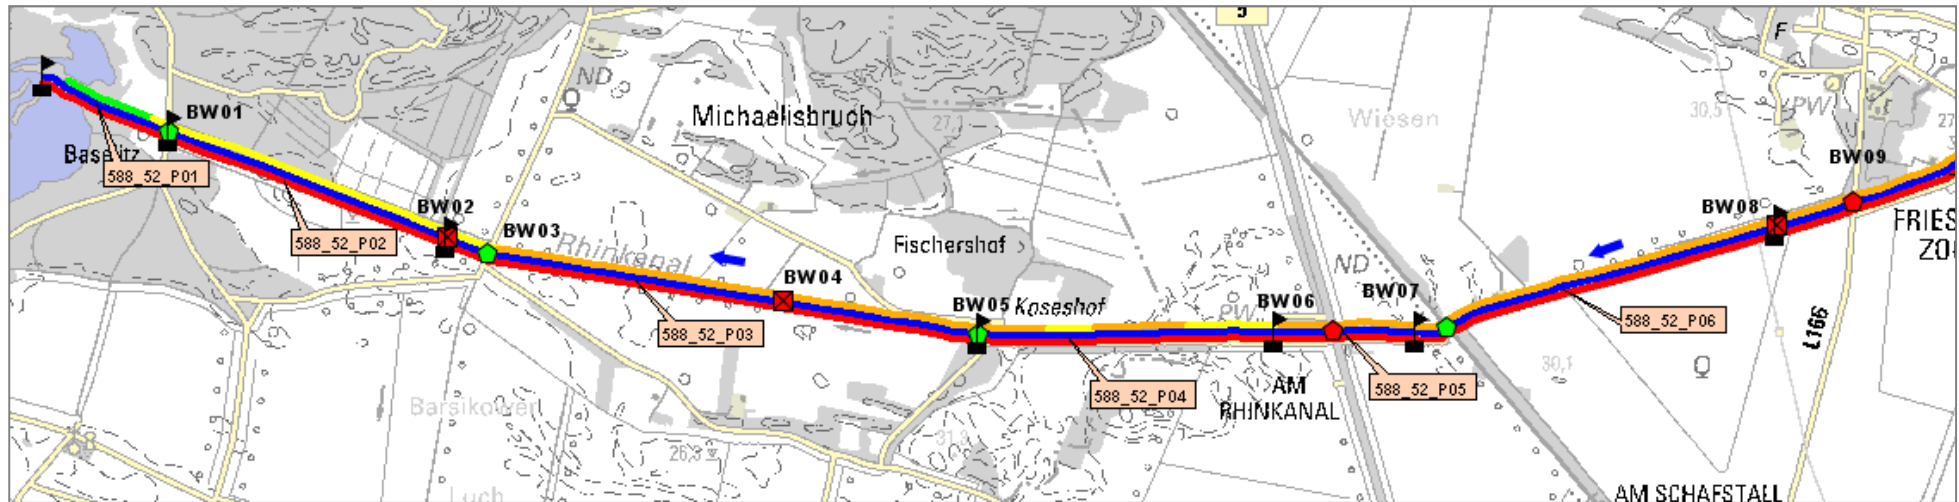 5
F
ND
Michaelisbruch
27,1
Wiesen
30,5
PW
27
BW01
Baselitz
588_52_P01
BW09
BW02
BW03
BW08
FRIES
ZO
588_52_P02
Rhinkanal
Fischershof
ND
BW04
BW05
Koseshof
BW06
BW07
PW
588_52_P03
588_52_P06
L166
588_52_P04
AM
RHINKANAL
588_52_P05
30,1
Barsikower
31,3
26,3
Luch
AM SCHAFSTALL